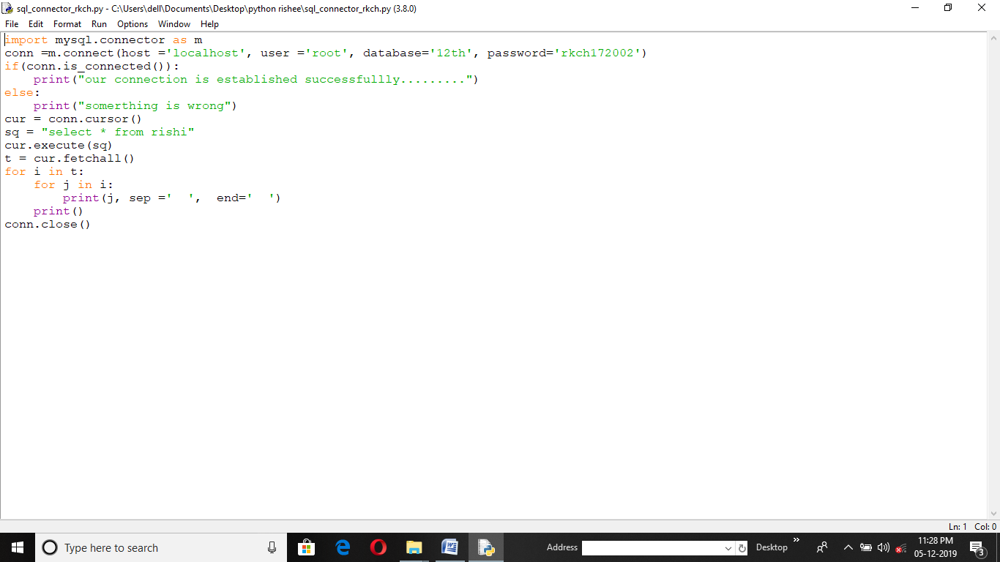 sql_connector_rkch.py - C:\Users\dell\Documents\Desktop\python rishee\sql_connector_rkch.py (3.8.0)
File Edit Format Run Options Window Help
import mysql.connector as m
conn =m.connect(host ='localhost', user ='root', database='12th', password='rkch172002')
if(conn.is_connected()):
    print("our connection is established successfullly.........")
else:
    print("somerthing is wrong")
cur = conn.cursor()
sq = "select * from rishi"
cur.execute(sq)
t = cur.fetchall()
for i in t:
    for j in i:
        print(j, sep ='  ',  end='  ')
    print()
conn.close()
Ln: 1 Col: 0
Type here to search
Address
Desktop
11:28 PM
05-12-2019
3